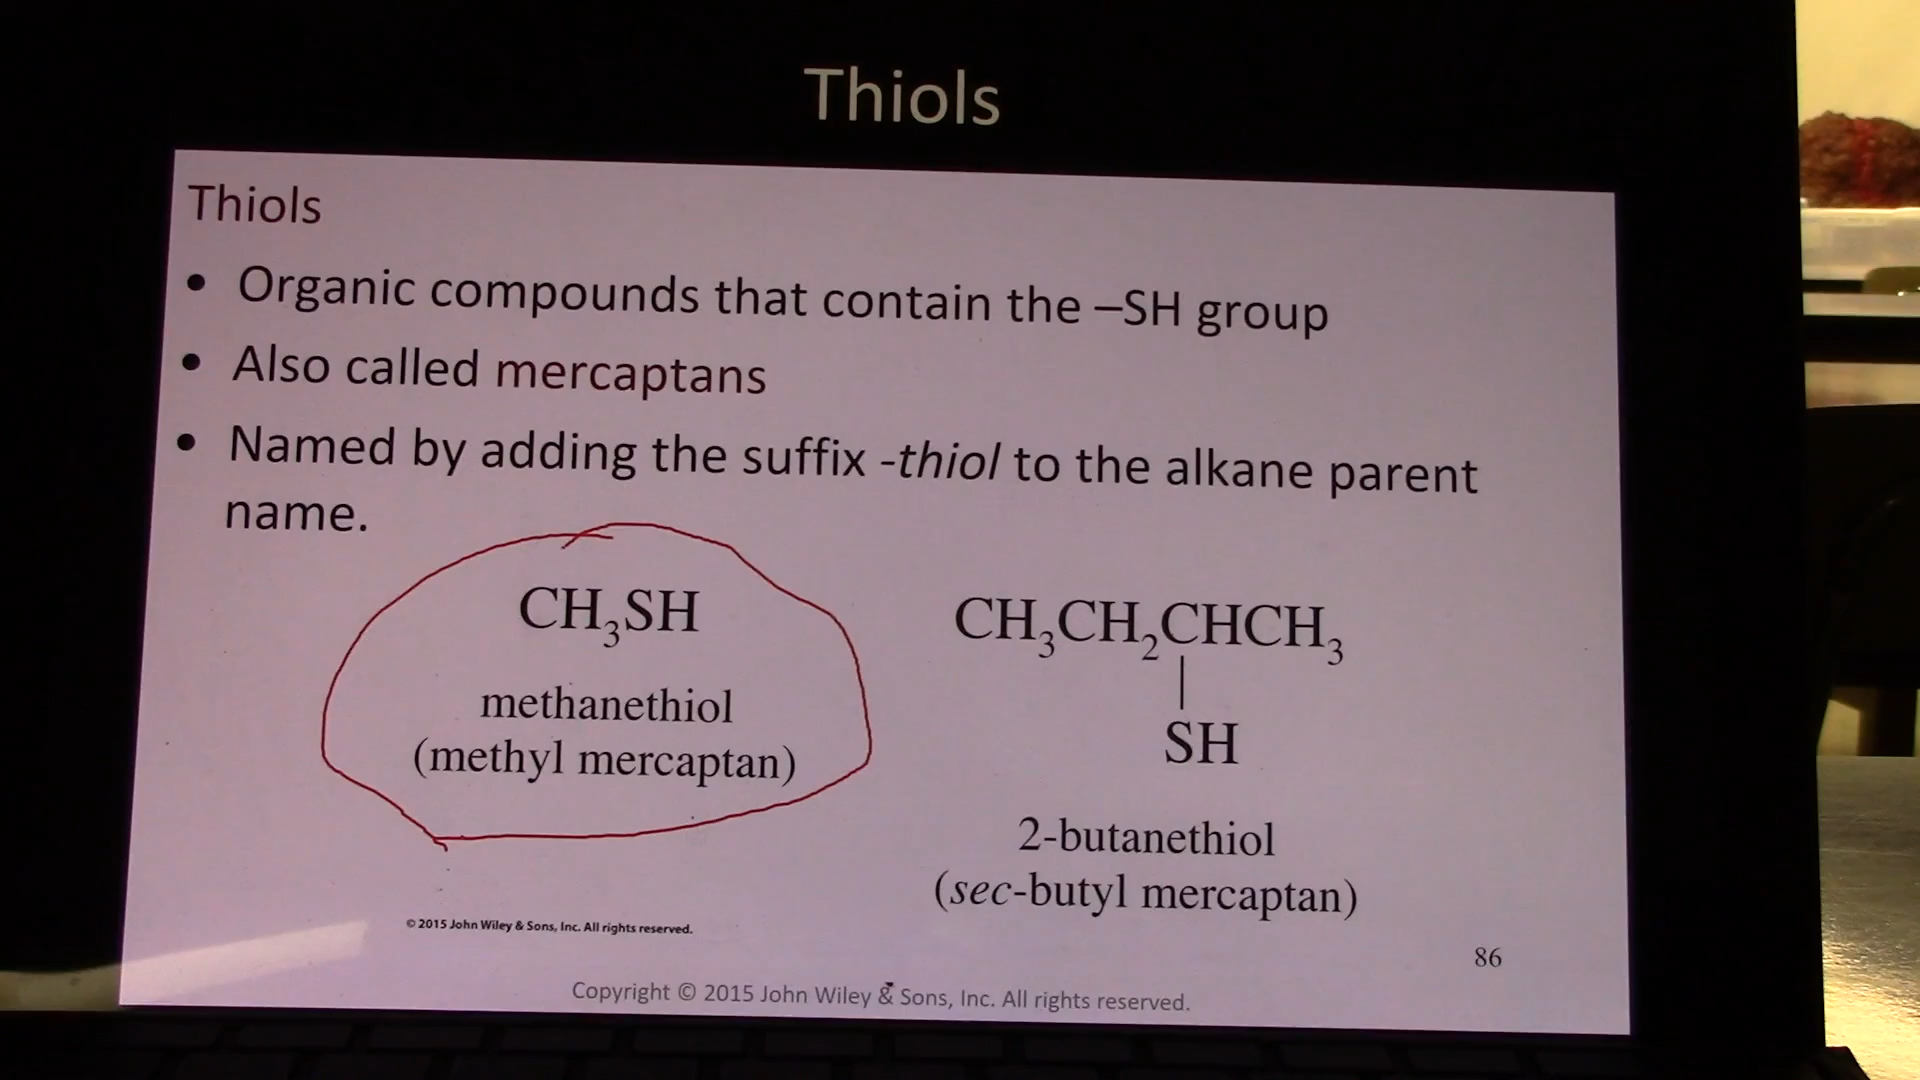 Thiols
Thiols
• Organic compounds that contain the –SH group
• Also called mercaptans
• Named by adding the suffix -thiol to the alkane parent
name.
CH₃SH
methanethiol
(methyl mercaptan)
CH₃CH₂CHCH₃
|
SH
2-butanethiol
(sec-butyl mercaptan)
© 2015 John Wiley & Sons, Inc. All rights reserved.
86
Copyright © 2015 John Wiley & Sons, Inc. All rights reserved.